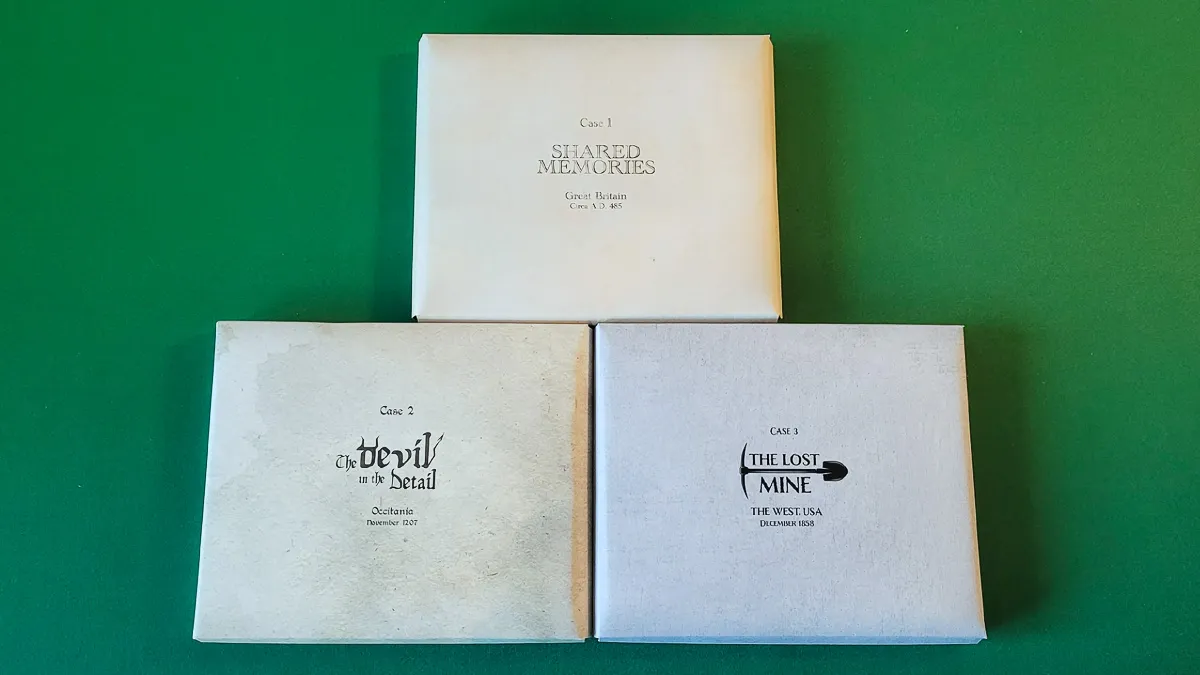 Case 1
SHARED
MEMORIES
Great Britain
Circa A.D. 485
Case 2
The Devil
in the Detail
Occitania
November 1207
CASE 3
THE LOST
MINE
THE WEST, USA
DECEMBER 1858